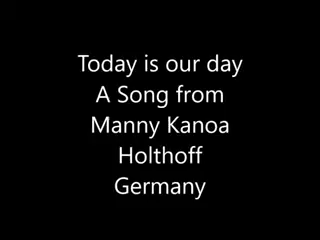 Today is our day
A Song from
Manny Kanoa
Holthoff
Germany